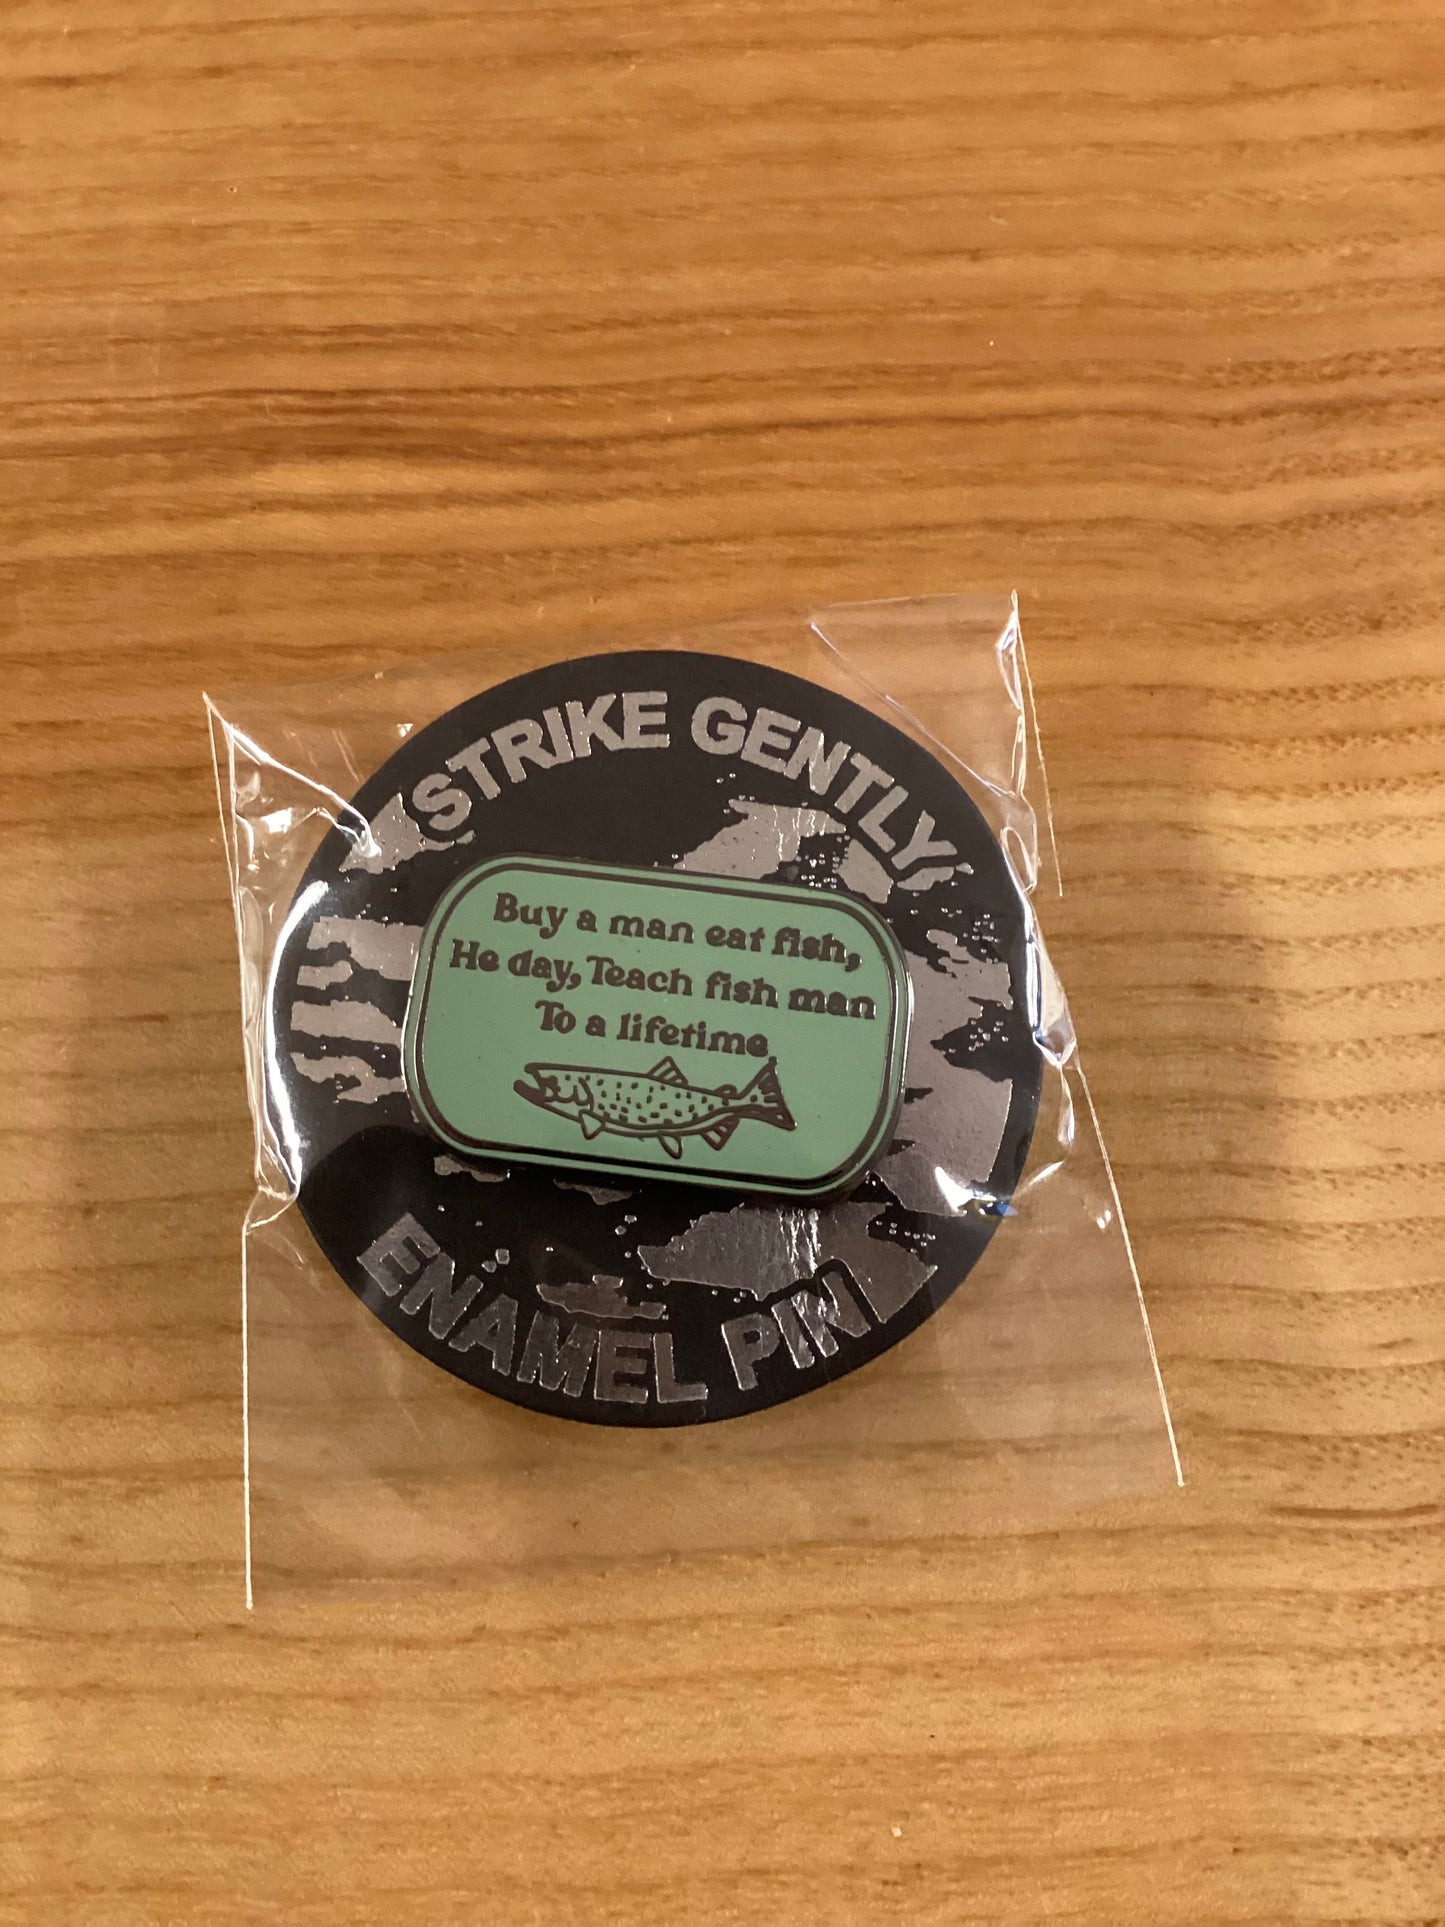 STRIKE GENTLY
Buy a man eat fish,
He day, Teach fish man
To a lifetime
ENAMEL PIN